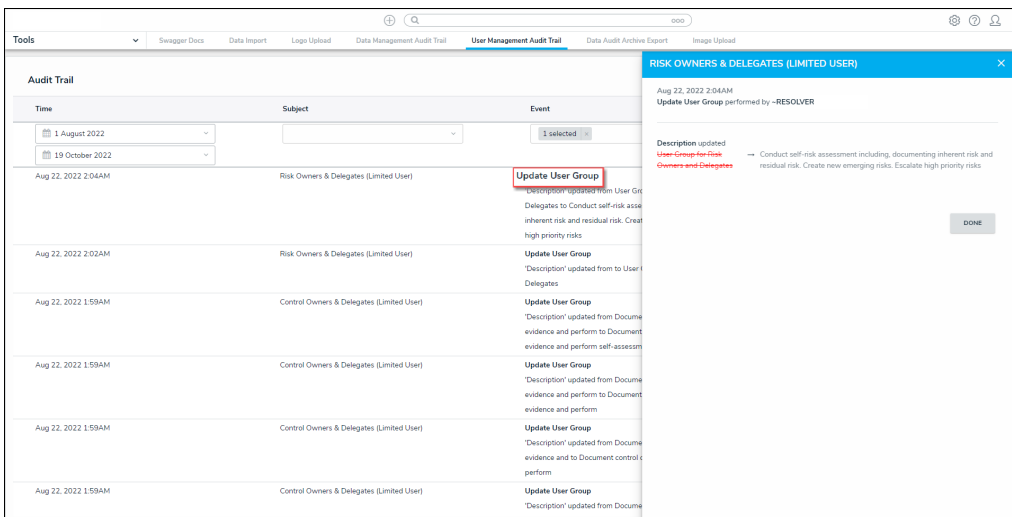 ooo
Tools
Swagger Docs
Data Import
Logo Upload
Data Management Audit Trail
User Management Audit Trail
Data Audit Archive Export
Image Upload
Audit Trail
Time
Subject
Event
1 August 2022
1 selected ×
19 October 2022
Aug 22, 2022 2:04AM
Risk Owners & Delegates (Limited User)
Update User Group
'Description' updated from User Gro
Delegates to Conduct self-risk asse
inherent risk and residual risk. Creat
high priority risks
Aug 22, 2022 2:02AM
Risk Owners & Delegates (Limited User)
Update User Group
'Description' updated from to User
Delegates
Aug 22, 2022 1:59AM
Control Owners & Delegates (Limited User)
Update User Group
'Description' updated from Docume
evidence and perform to Document
evidence and perform self-assessm
Aug 22, 2022 1:59AM
Control Owners & Delegates (Limited User)
Update User Group
'Description' updated from Docume
evidence and perform to Document
evidence and perform
Aug 22, 2022 1:59AM
Control Owners & Delegates (Limited User)
Update User Group
'Description' updated from Docume
evidence and to Document control
perform
Aug 22, 2022 1:59AM
Control Owners & Delegates (Limited User)
Update User Group
'Description' updated from Docume
RISK OWNERS & DELEGATES (LIMITED USER)
Aug 22, 2022 2:04AM
Update User Group performed by ~RESOLVER
Description updated
User Group for Risk
Owners and Delegates
→ Conduct self-risk assessment including, documenting inherent risk and
residual risk. Create new emerging risks. Escalate high priority risks
DONE